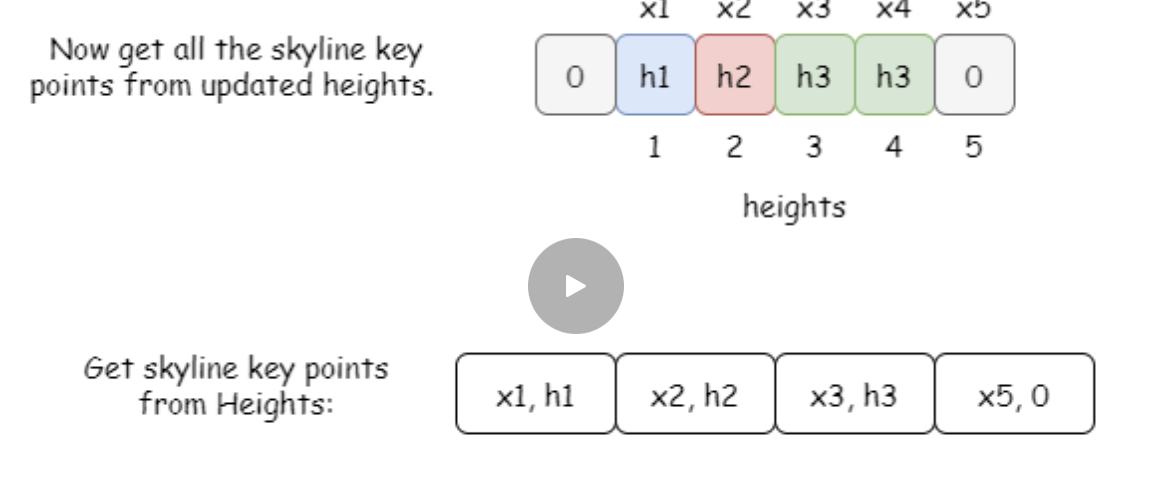 x1 x2 x3 x4 x5
Now get all the skyline key
points from updated heights.
0 h1 h2 h3 h3 0
1 2 3 4 5
heights
Get skyline key points
from Heights:
x1, h1 x2, h2 x3, h3 x5, 0